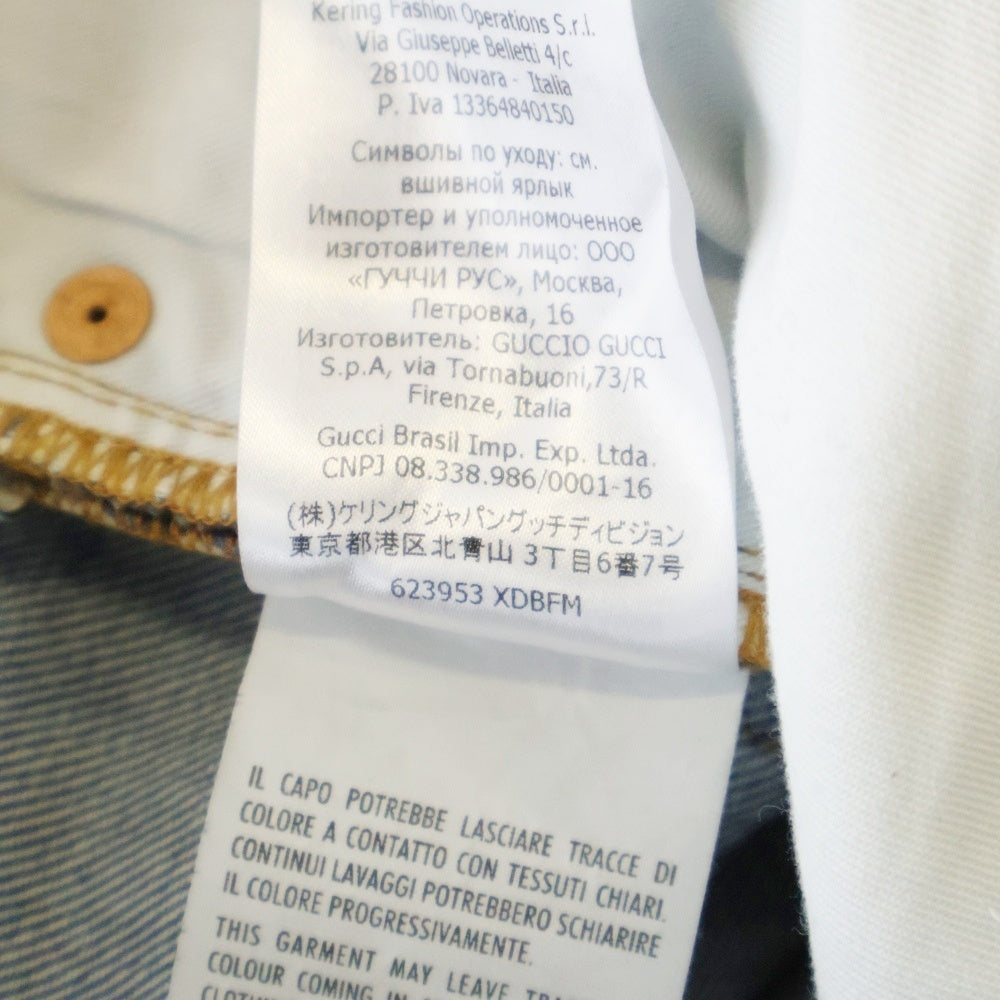 Kering Fashion Operations S.r.l.
Via Giuseppe Belletti 4/c
28100 Novara - Italia
P. Iva 13364840150
Символы по уходу: см.
вшивной ярлык
Импортер и уполномоченное
изготовителем лицо: ООО
«ГУЧЧИ РУС», Москва,
Петровка, 16
Изготовитель: GUCCIO GUCCI
S.p.A, via Tornabuoni,73/R
Firenze, Italia
Gucci Brasil Imp. Exp. Ltda.
CNPJ 08.338.986/0001-16
(株)ケリングジャパングッチディビジョン
東京都港区北青山 3丁目6番7号
623953 XDBFM
IL CAPO POTREBBE LASCIARE TRACCE DI
COLORE A CONTATTO CON TESSUTI CHIARI.
CONTINUI LAVAGGI POTREBBERO SCHIARIRE
IL COLORE PROGRESSIVAMENTE.
THIS GARMENT MAY LEAVE
COLOUR COMING IN